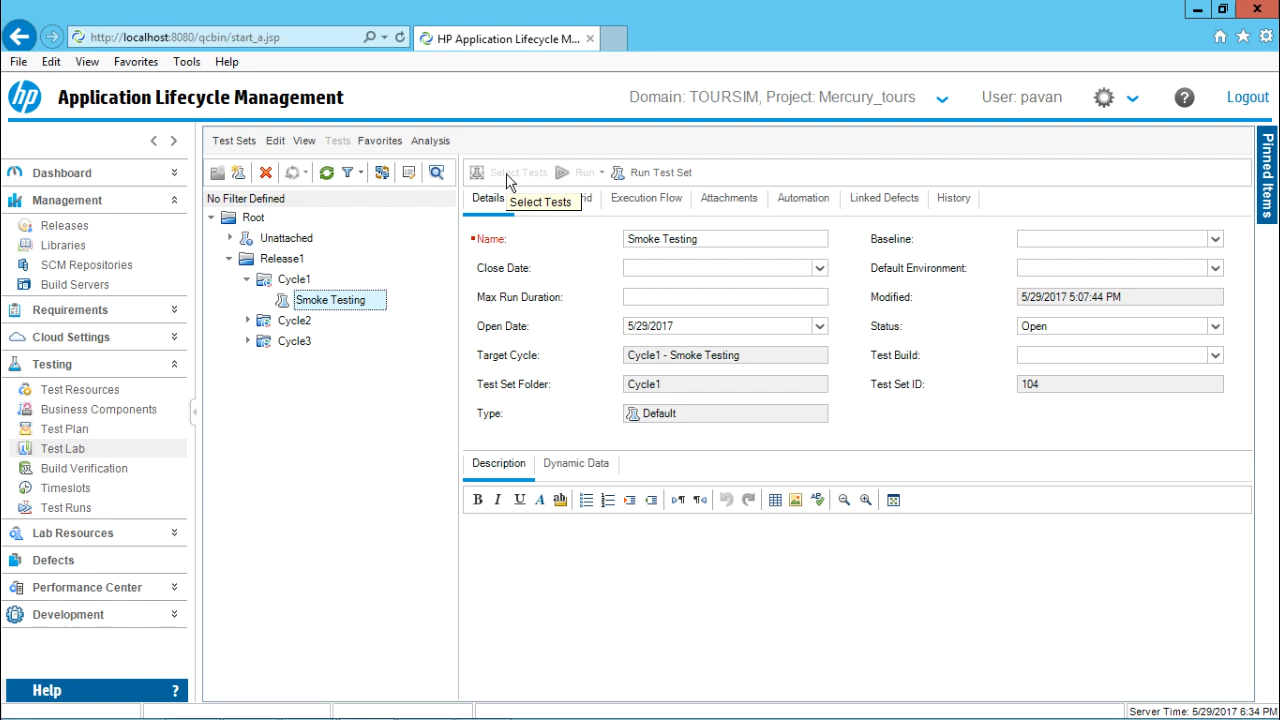 http://localhost:8080/qcbin/start_a.jsp
HP Application Lifecycle M...
File Edit View Favorites Tools Help
hp Application Lifecycle Management
Domain: TOURSIM, Project: Mercury_tours
User: pavan
?
Logout
Pinned Items
Dashboard
Management
Releases
Libraries
SCM Repositories
Build Servers
Requirements
Cloud Settings
Testing
Test Resources
Business Components
Test Plan
Test Lab
Build Verification
Timeslots
Test Runs
Lab Resources
Defects
Performance Center
Development
Help ?
Test Sets Edit View Tests Favorites Analysis
No Filter Defined
Root
Unattached
Release1
Cycle1
Smoke Testing
Cycle2
Cycle3
Select Tests Run Run Test Set
Select Tests
Details Execution Flow Attachments Automation Linked Defects History
Name: Smoke Testing Baseline:
Close Date: Default Environment:
Max Run Duration: Modified: 5/29/2017 5:07:44 PM
Open Date: 5/29/2017 Status: Open
Target Cycle: Cycle1 - Smoke Testing Test Build:
Test Set Folder: Cycle1 Test Set ID: 104
Type: Default
Description Dynamic Data
B I U A ab
Server Time: 5/29/2017 6:34 PM